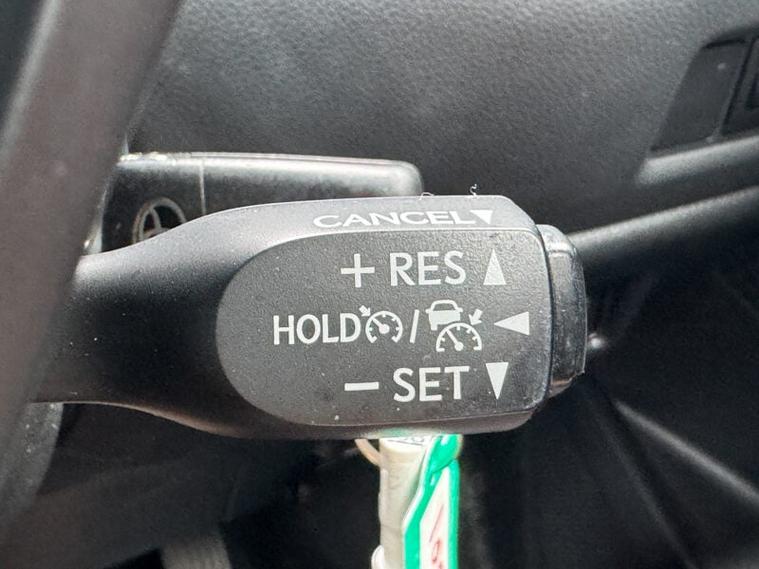 CANCEL▼
+ RES ▲
HOLD / ◀
− SET ▼